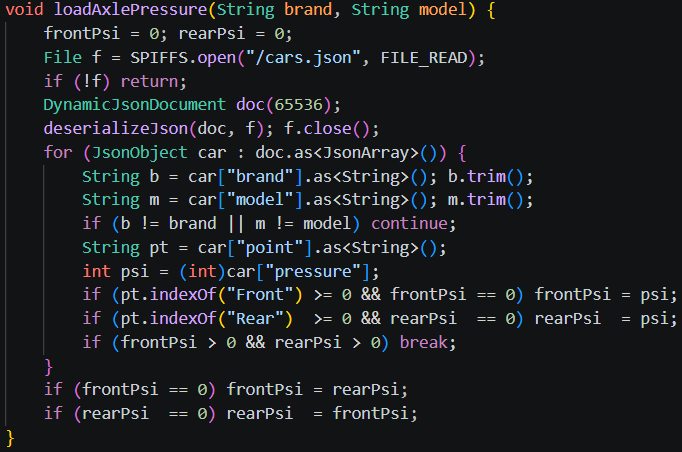 void loadAxlePressure(String brand, String model) {
    frontPsi = 0; rearPsi = 0;
    File f = SPIFFS.open("/cars.json", FILE_READ);
    if (!f) return;
    DynamicJsonDocument doc(65536);
    deserializeJson(doc, f); f.close();
    for (JsonObject car : doc.as<JsonArray>()) {
        String b = car["brand"].as<String>(); b.trim();
        String m = car["model"].as<String>(); m.trim();
        if (b != brand || m != model) continue;
        String pt = car["point"].as<String>();
        int psi = (int)car["pressure"];
        if (pt.indexOf("Front") >= 0 && frontPsi == 0) frontPsi = psi;
        if (pt.indexOf("Rear")  >= 0 && rearPsi  == 0) rearPsi  = psi;
        if (frontPsi > 0 && rearPsi > 0) break;
    }
    if (frontPsi == 0) frontPsi = rearPsi;
    if (rearPsi  == 0) rearPsi  = frontPsi;
}